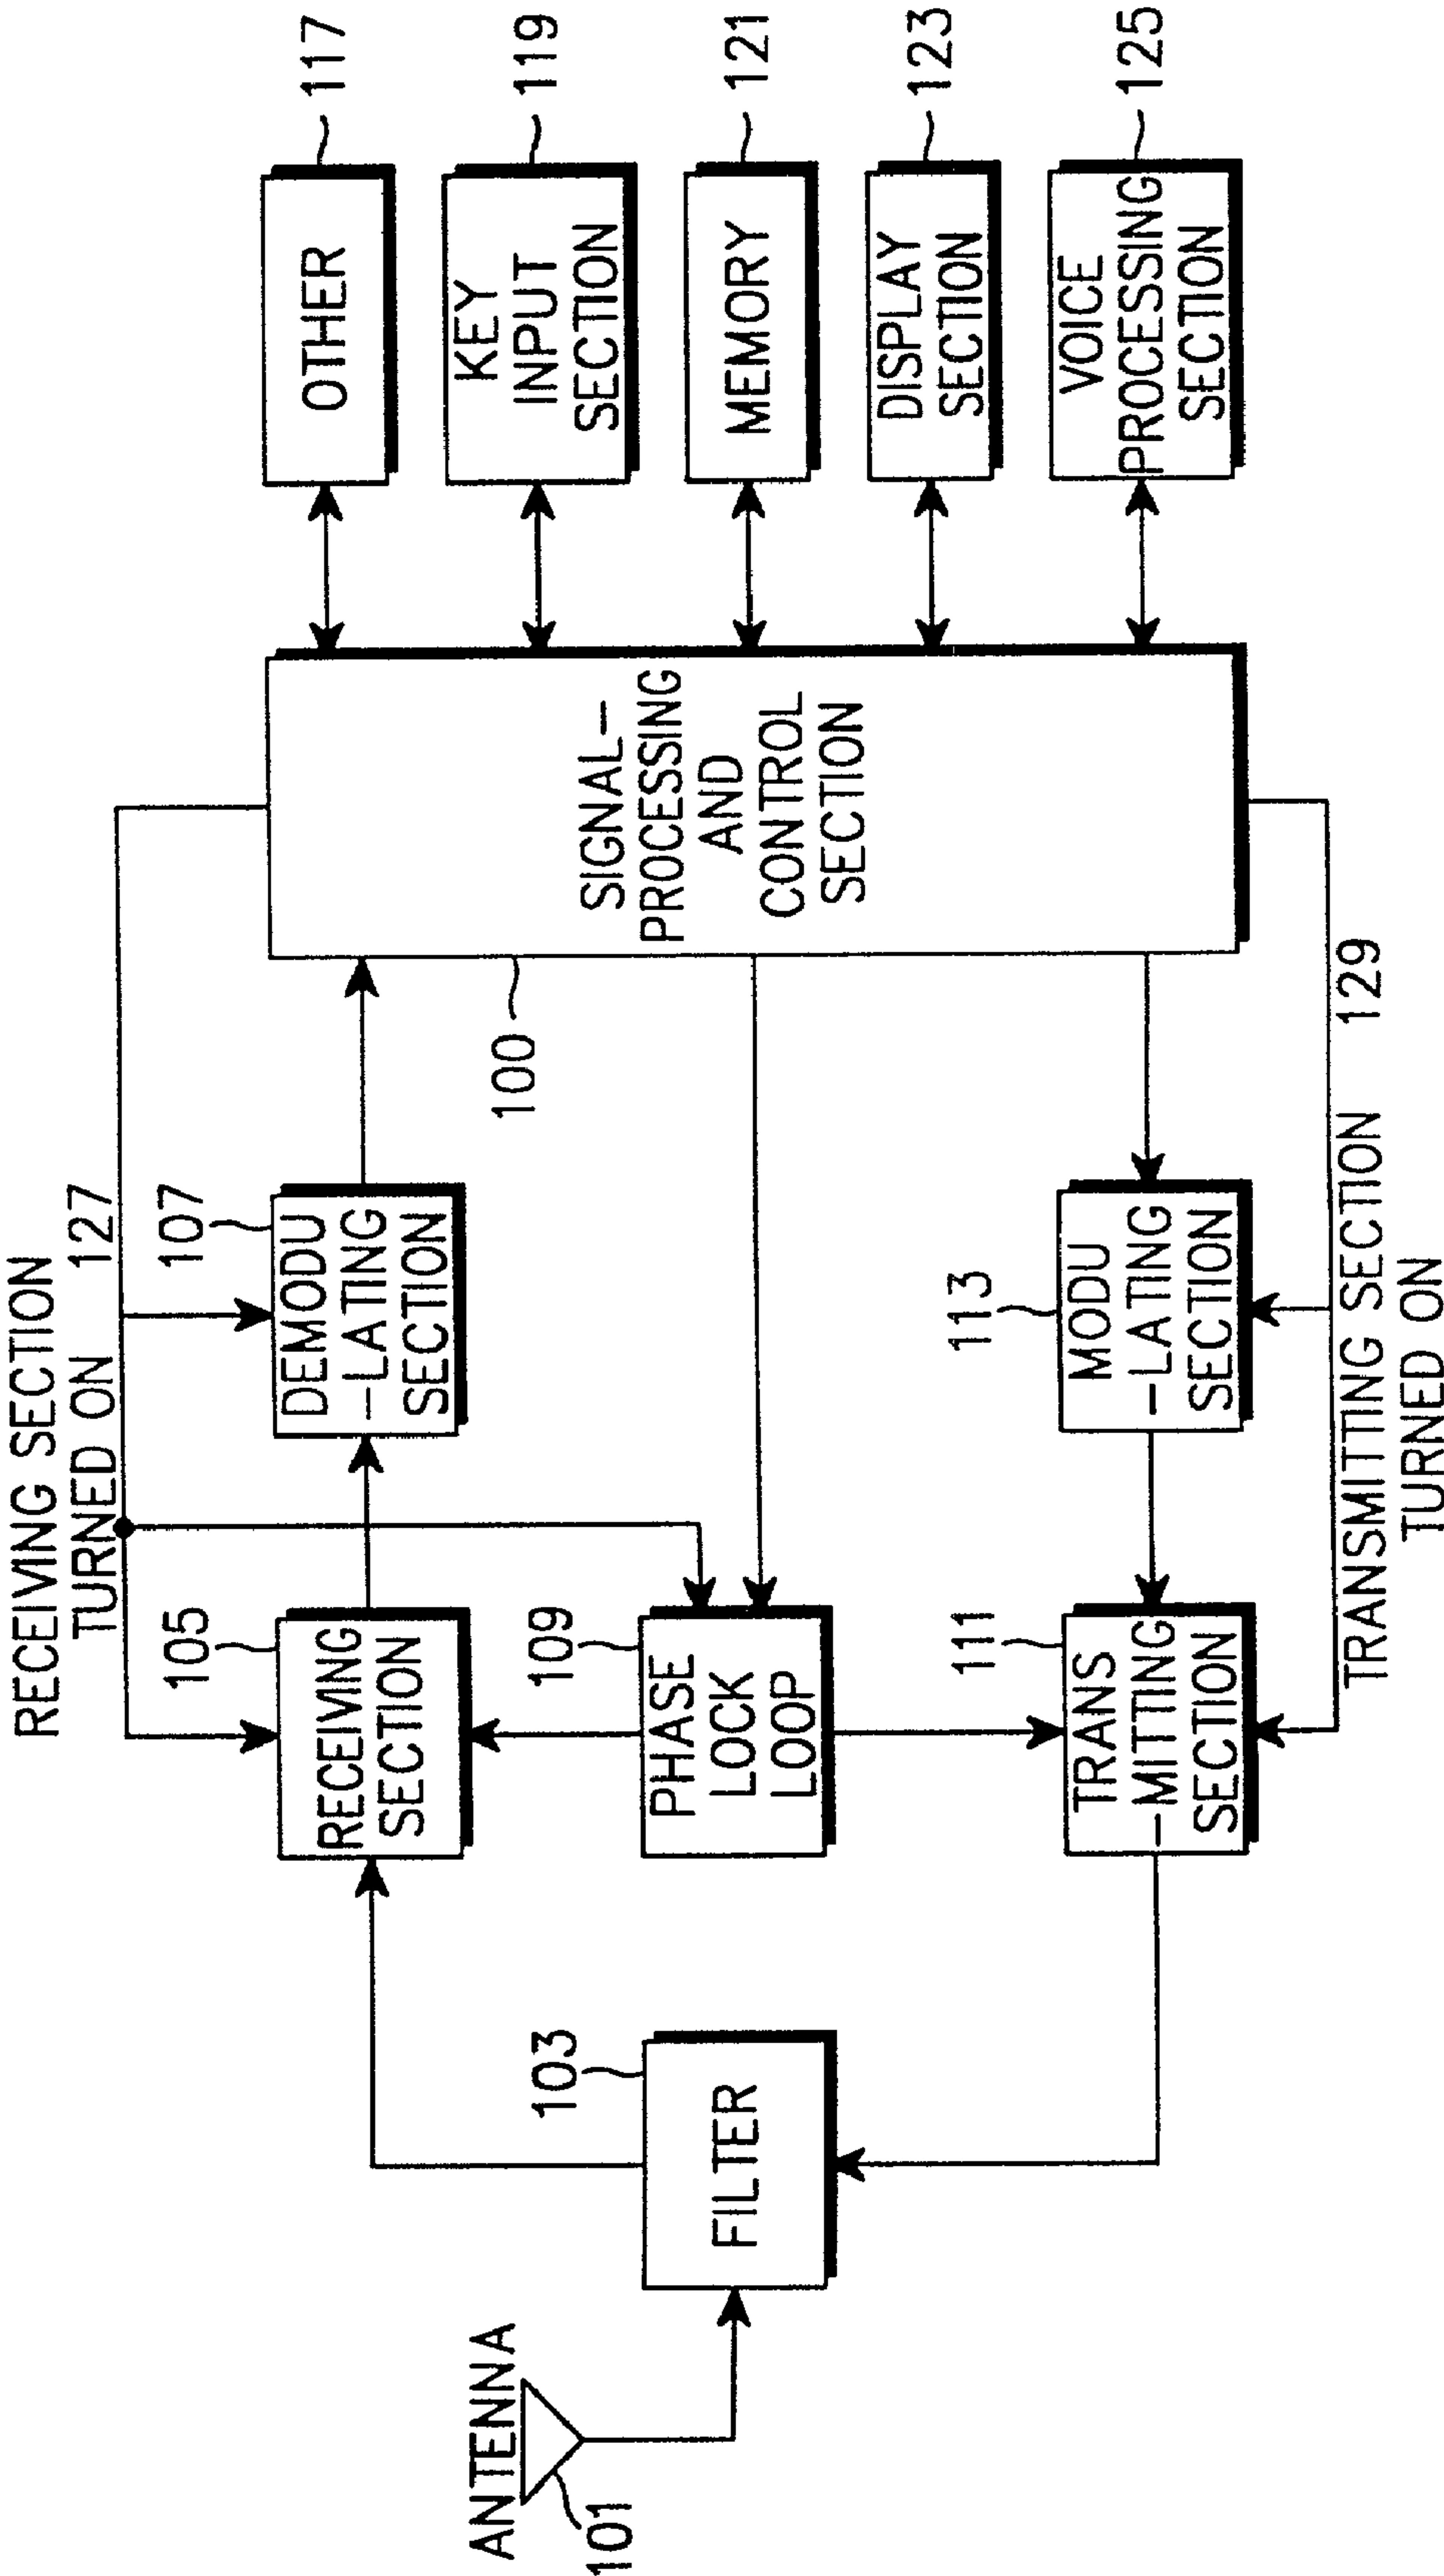 RECEIVING SECTION
TURNED ON 127
ANTENNA
101
FILTER
103
RECEIVING
SECTION
105
DEMODU
-LATING
SECTION
107
PHASE
LOCK
LOOP
109
TRANS
-MITTING
SECTION
111
MODU
-LATING
SECTION
113
SIGNAL-
PROCESSING
AND
CONTROL
SECTION
100
OTHER
117
KEY
INPUT
SECTION
119
MEMORY
121
DISPLAY
SECTION
123
VOICE
PROCESSING
SECTION
125
TRANSMITTING SECTION 129
TURNED ON